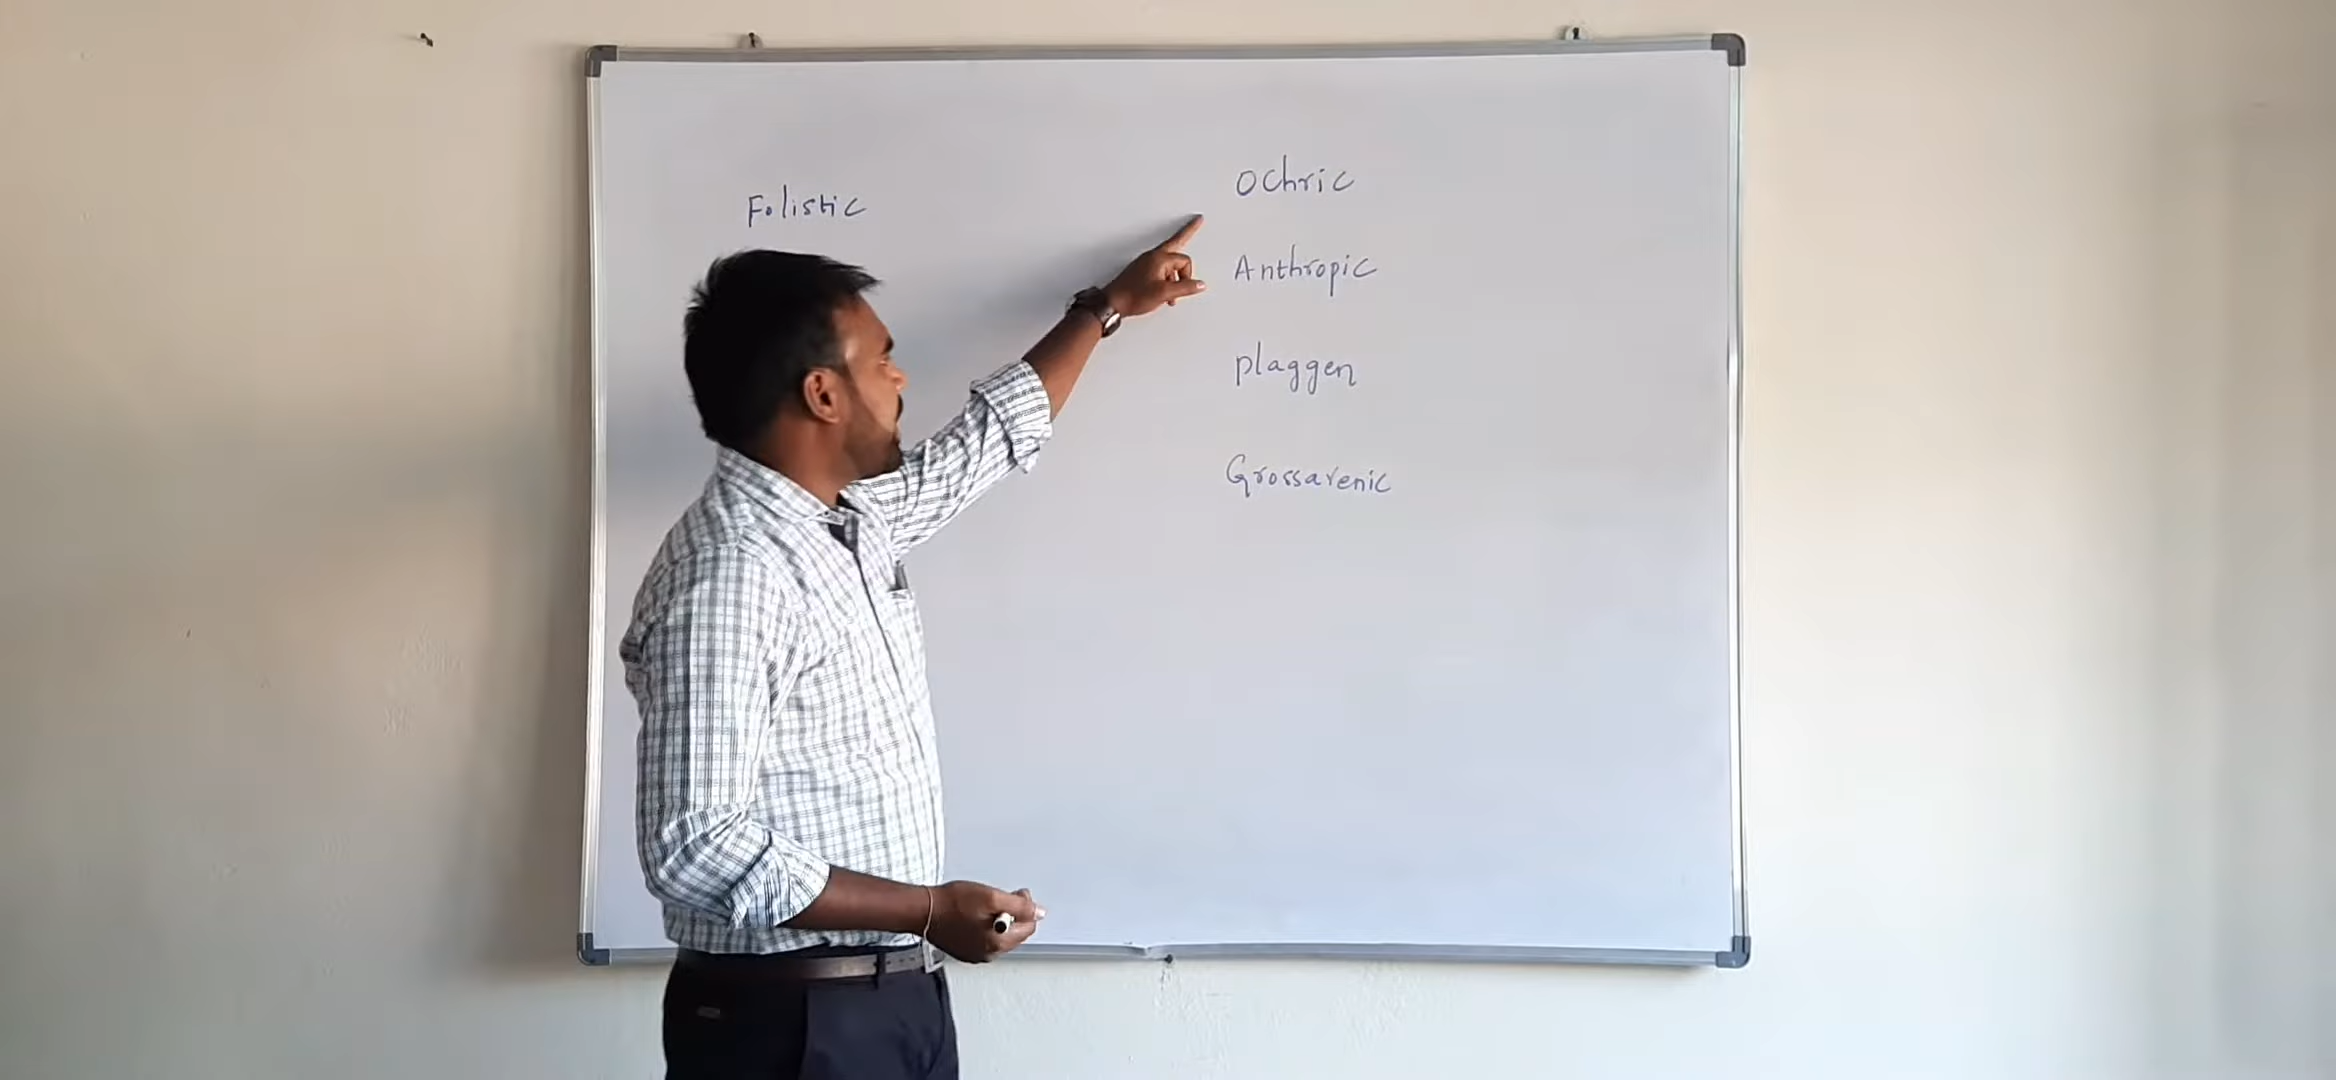 Folistic
Ochric
Anthropic
plaggen
Grossarenic